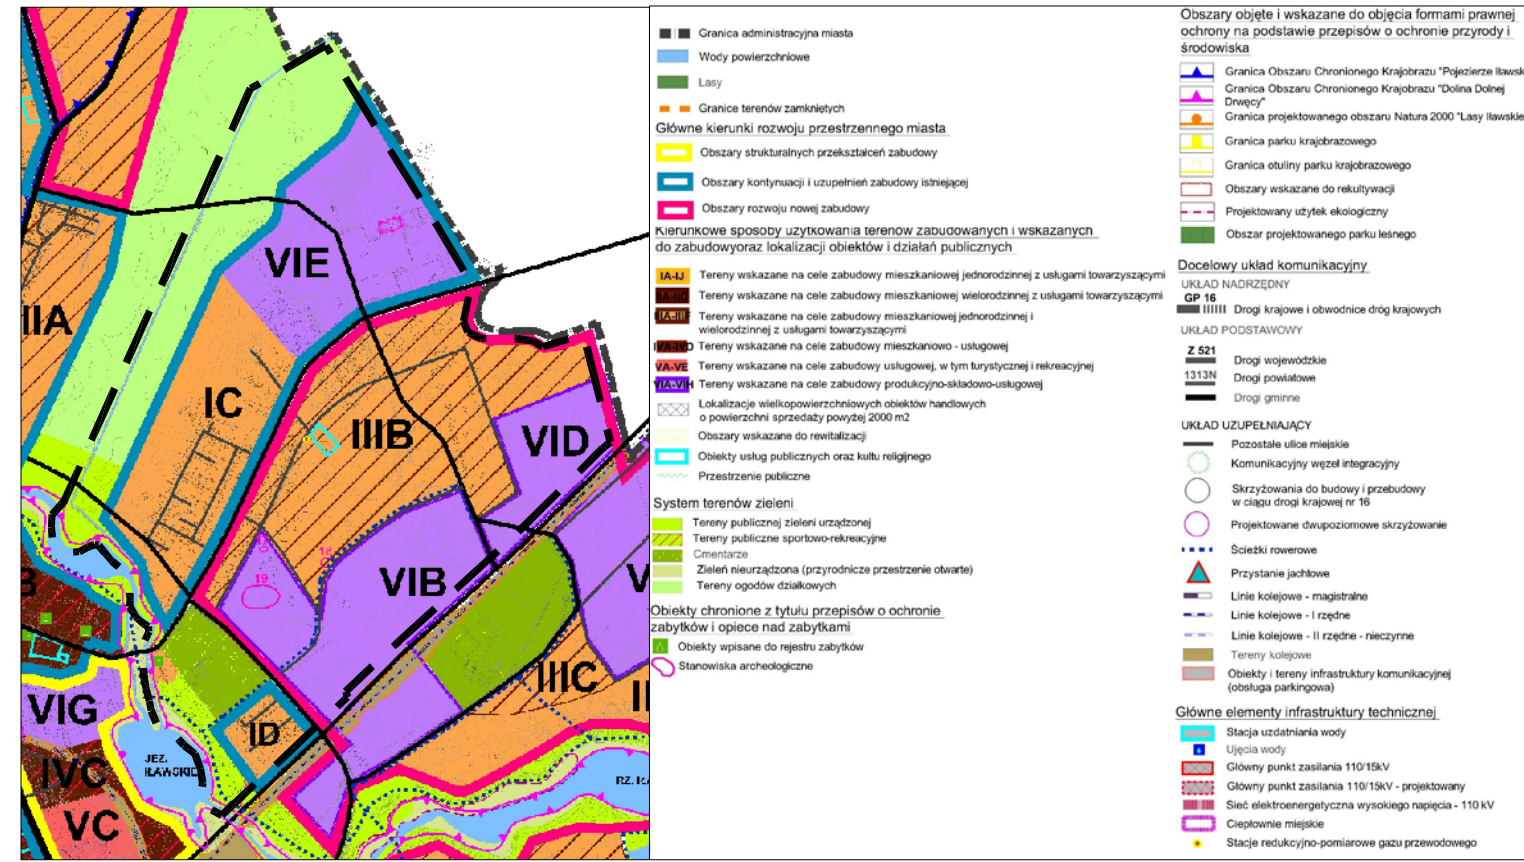 VIE
IIA
IC
IIIB
VID
19
VIB
V
B
IIIC
VIG
ID
JEZ.
IŁAWSKIE
IVC
VC
Granica administracyjna miasta
Wody powierzchniowe
Lasy
Granice terenów zamkniętych
Główne kierunki rozwoju przestrzennego miasta
Obszary strukturalnych przekształceń zabudowy
Obszary kontynuacji i uzupełnień zabudowy istniejącej
Obszary rozwoju nowej zabudowy
Kierunkowe sposoby użytkowania terenów zabudowanych i wskazanych
do zabudowyoraz lokalizacji obiektów i działań publicznych
IA-IJ Tereny wskazane na cele zabudowy mieszkaniowej jednorodzinnej z usługami towarzyszącymi
Tereny wskazane na cele zabudowy mieszkaniowej wielorodzinnej z usługami towarzyszącymi
IIIA-IIIF Tereny wskazane na cele zabudowy mieszkaniowej jednorodzinnej i
wielorodzinnej z usługami towarzyszącymi
IVA-IVD Tereny wskazane na cele zabudowy mieszkaniowo - usługowej
VA-VE Tereny wskazane na cele zabudowy usługowej, w tym turystycznej i rekreacyjnej
VIA-VIH Tereny wskazane na cele zabudowy produkcyjno-składowo-usługowej
Lokalizacje wielkopowierzchniowych obiektów handlowych
o powierzchni sprzedaży powyżej 2000 m2
Obszary wskazane do rewitalizacji
Obiekty usług publicznych oraz kultu religijnego
Przestrzenie publiczne
System terenów zieleni
Tereny publicznej zieleni urządzonej
Tereny publiczne sportowo-rekreacyjne
Cmentarze
Zieleń nieurządzona (przyrodnicze przestrzenie otwarte)
Tereny ogodów działkowych
Obiekty chronione z tytułu przepisów o ochronie
zabytków i opiece nad zabytkami
Obiekty wpisane do rejestru zabytków
Stanowiska archeologiczne
Obszary objęte i wskazane do objęcia formami prawnej
ochrony na podstawie przepisów o ochronie przyrody i
środowiska
Granica Obszaru Chronionego Krajobrazu "Pojezierze Iławsk
Granica Obszaru Chronionego Krajobrazu "Dolina Dolnej
Drwęcy"
Granica projektowanego obszaru Natura 2000 "Lasy Iławskie
Granica parku krajobrazowego
Granica otuliny parku krajobrazowego
Obszary wskazane do rekultywacji
Projektowany użytek ekologiczny
Obszar projektowanego parku leśnego
Docelowy układ komunikacyjny
UKŁAD NADRZĘDNY
GP 16
Drogi krajowe i obwodnice dróg krajowych
UKŁAD PODSTAWOWY
Z 521
Drogi wojewódzkie
1313N
Drogi powiatowe
Drogi gminne
UKŁAD UZUPEŁNIAJĄCY
Pozostałe ulice miejskie
Komunikacyjny węzeł integracyjny
Skrzyżowania do budowy i przebudowy
w ciągu drogi krajowej nr 16
Projektowane dwupoziomowe skrzyżowanie
Ścieżki rowerowe
Przystanie jachtowe
Linie kolejowe - magistralne
Linie kolejowe - I rzędne
Linie kolejowe - II rzędne - nieczynne
Tereny kolejowe
Obiekty i tereny infrastruktury komunikacyjnej
(obsługa parkingowa)
Główne elementy infrastruktury technicznej
Stacja uzdatniania wody
Ujęcia wody
Główny punkt zasilania 110/15kV
Główny punkt zasilania 110/15kV - projektowany
Sieć elektroenergetyczna wysokiego napięcia - 110 kV
Ciepłownie miejskie
Stacje redukcyjno-pomiarowe gazu przewodowego